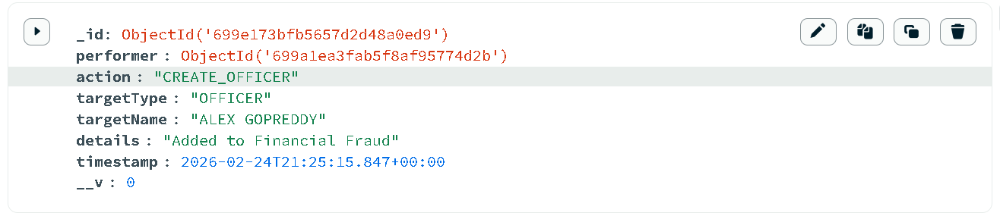 _id: ObjectId('699e173bfb5657d2d48a0ed9')
performer : ObjectId('699a1ea3fab5f8af95774d2b')
action : "CREATE_OFFICER"
targetType : "OFFICER"
targetName : "ALEX GOPREDDY"
details : "Added to Financial Fraud"
timestamp : 2026-02-24T21:25:15.847+00:00
__v : 0